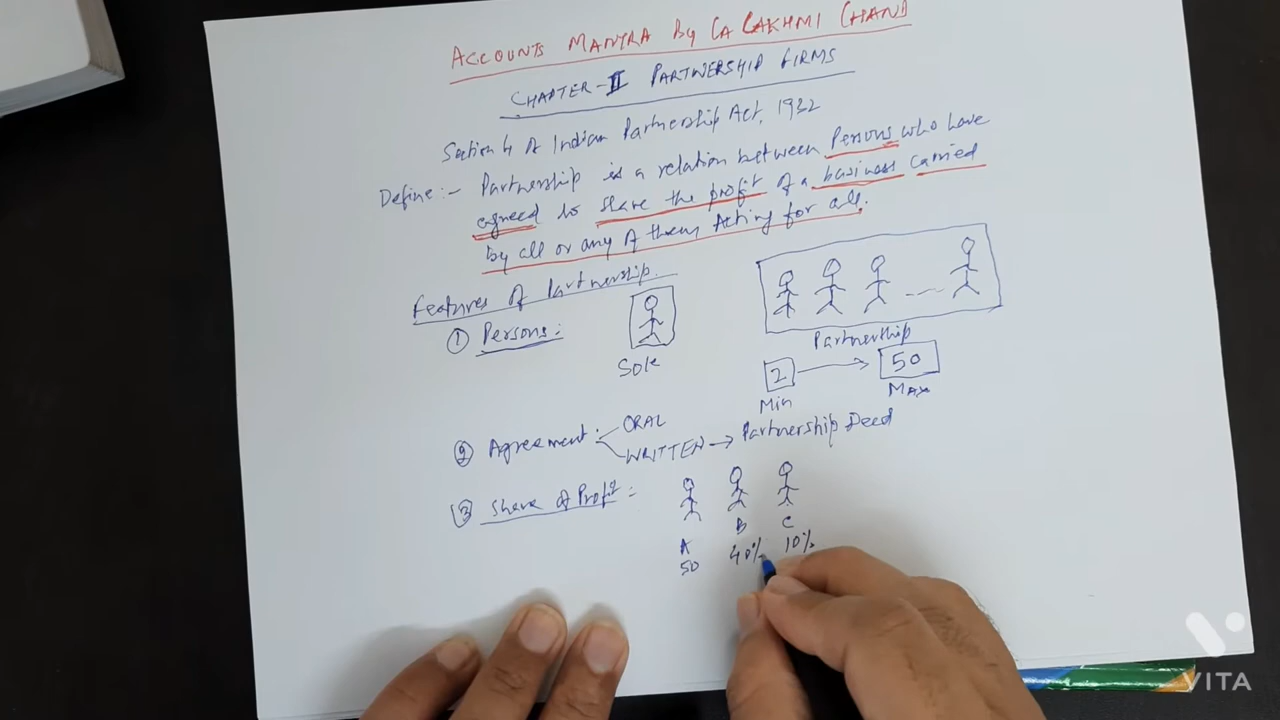 ACCOUNTS MANTRA By CA LAKHMI CHAND
CHAPTER-II PARTNERSHIP FIRMS
Section 4 of Indian Partnership Act, 1932
Define:- Partnership is a relation between Persons who have
agreed to share the profit of a business carried
by all or any of them Acting for all.
Features of Partnership.
① Persons:
Sole
Partnership
2 → 50
Min Max
② Agreement: ORAL
WRITTEN → Partnership Deed
③ Share of Profit:
A B C
50 40% 10%
VITA